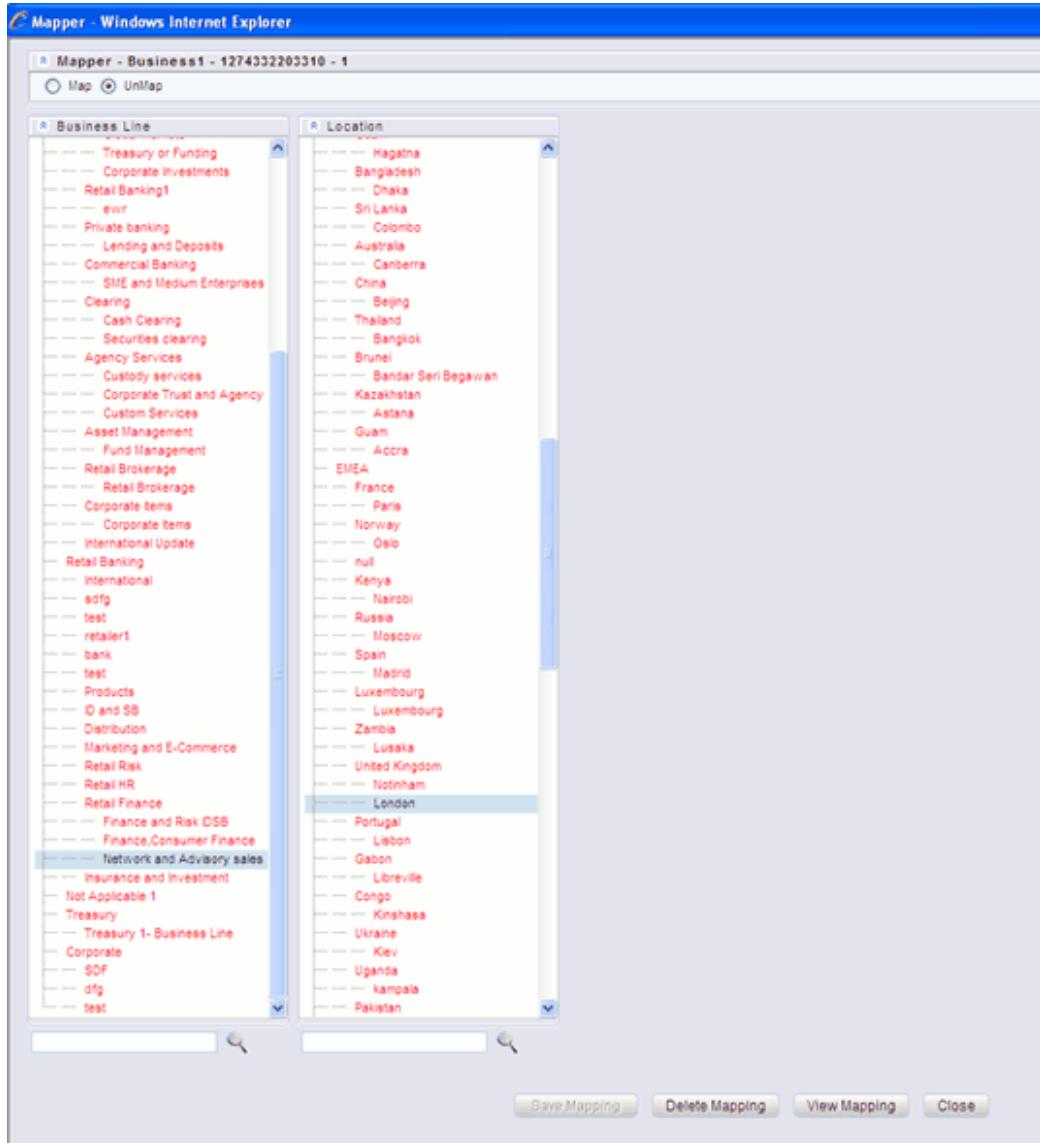 Mapper - Windows Internet Explorer
Mapper - Business1 - 1274332203310 - 1
Map UnMap
Business Line
Treasury or Funding
Corporate Investments
Retail Banking1
ewr
Private banking
Lending and Deposits
Commercial Banking
SME and Medium Enterprises
Clearing
Cash Clearing
Securities clearing
Agency Services
Custody services
Corporate Trust and Agency
Custom Services
Asset Management
Fund Management
Retail Brokerage
Retail Brokerage
Corporate Items
Corporate Items
International Update
Retail Banking
International
sdfg
test
retailer1
bank
test
Products
ID and SB
Distribution
Marketing and E-Commerce
Retail Risk
Retail HR
Retail Finance
Finance and Risk IDSB
Finance,Consumer Finance
Network and Advisory sales
Insurance and Investment
Not Applicable 1
Treasury
Treasury 1- Business Line
Corporate
SDF
dfg
test
Location
Hagatna
Bangladesh
Dhaka
Sri Lanka
Colombo
Australia
Canberra
China
Beijing
Thailand
Bangkok
Brunei
Bandar Seri Begawan
Kazakhstan
Astana
Guam
Accra
EMEA
France
Paris
Norway
Oslo
null
Kenya
Nairobi
Russia
Moscow
Spain
Madrid
Luxembourg
Luxembourg
Zambia
Lusaka
United Kingdom
Notinham
London
Portugal
Lisbon
Gabon
Libreville
Congo
Kinshasa
Ukraine
Kiev
Uganda
kampala
Pakistan
Save Mapping Delete Mapping View Mapping Close